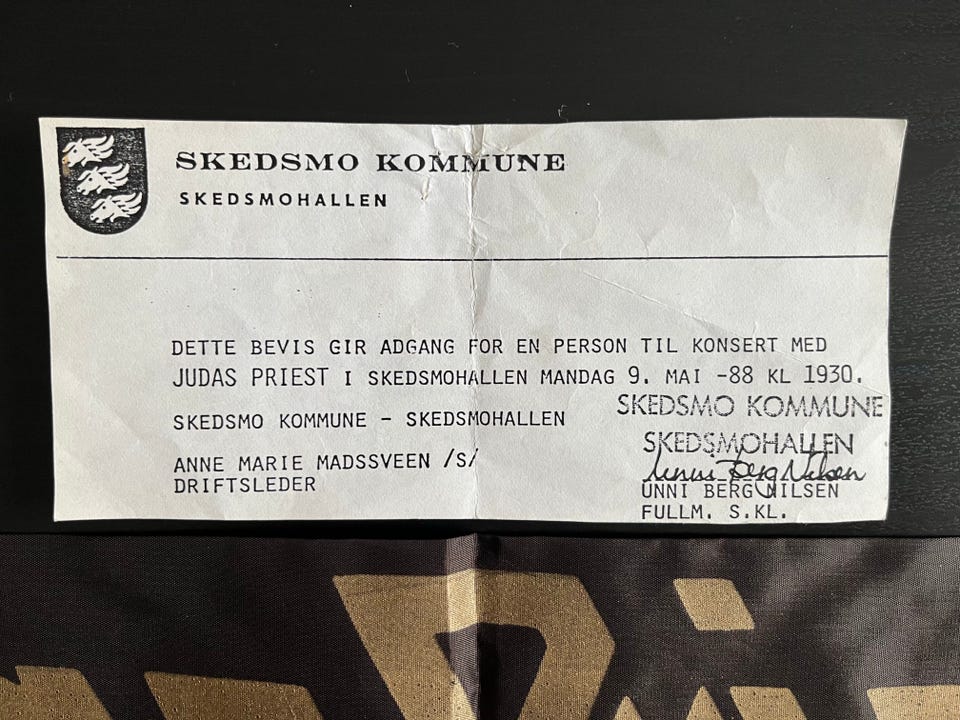 SKEDSMO KOMMUNE
SKEDSMOHALLEN
DETTE BEVIS GIR ADGANG FOR EN PERSON TIL KONSERT MED
JUDAS PRIEST I SKEDSMOHALLEN MANDAG 9. MAI -88 KL 1930.
SKEDSMO KOMMUNE - SKEDSMOHALLEN
ANNE MARIE MADSSVEEN /S/
DRIFTSLEDER
SKEDSMO KOMMUNE
SKEDSMOHALLEN
Unni Berg Nilsen
UNNI BERG NILSEN
FULLM. S.KL.